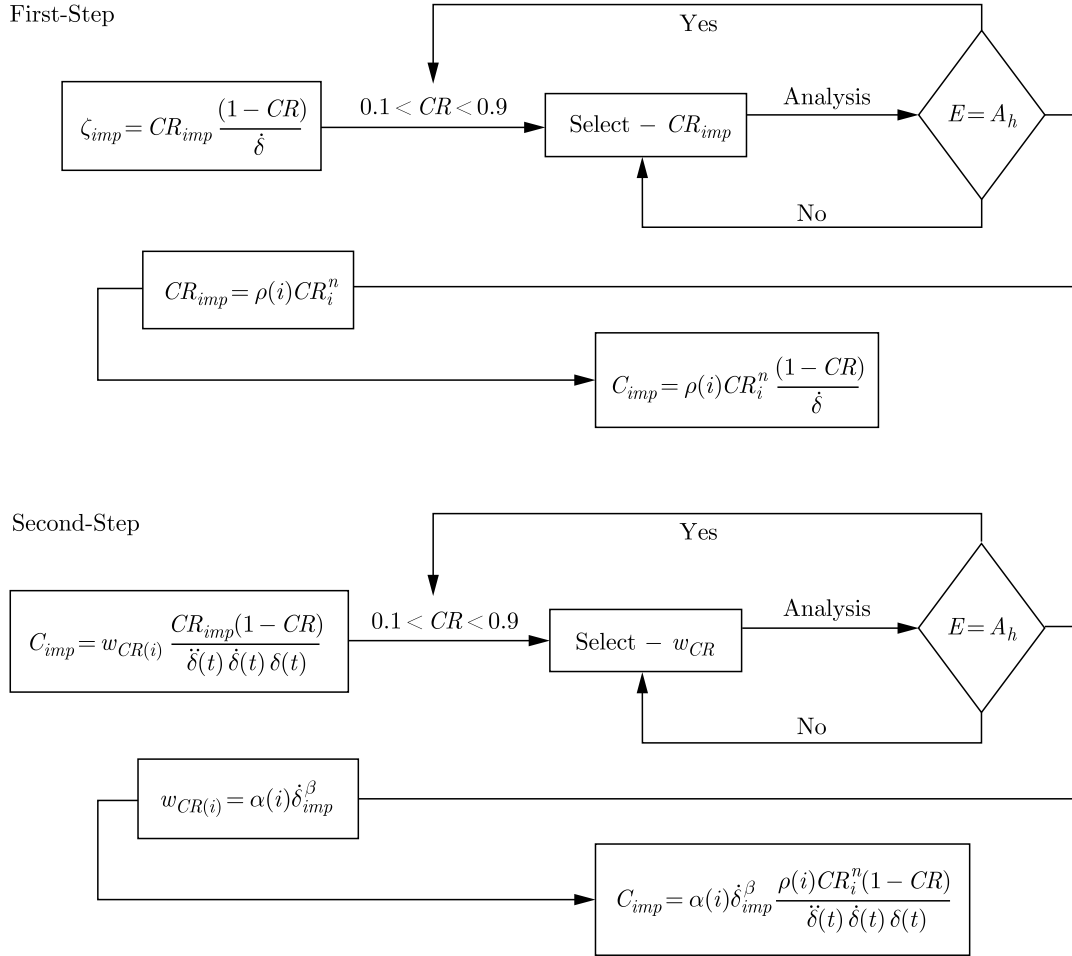 First-Step
Yes
ζ_imp = CR_imp (1 − CR) / δ̇
0.1 < CR < 0.9
Select − CR_imp
Analysis
E = A_h
No
CR_imp = ρ(i)CR_i^n
C_imp = ρ(i)CR_i^n (1 − CR) / δ̇
Second-Step
Yes
C_imp = w_CR(i) CR_imp(1 − CR) / δ̈(t) δ̇(t) δ(t)
0.1 < CR < 0.9
Select − w_CR
Analysis
E = A_h
No
w_CR(i) = α(i)δ̇_imp^β
C_imp = α(i)δ̇_imp^β ρ(i)CR_i^n(1 − CR) / δ̈(t) δ̇(t) δ(t)